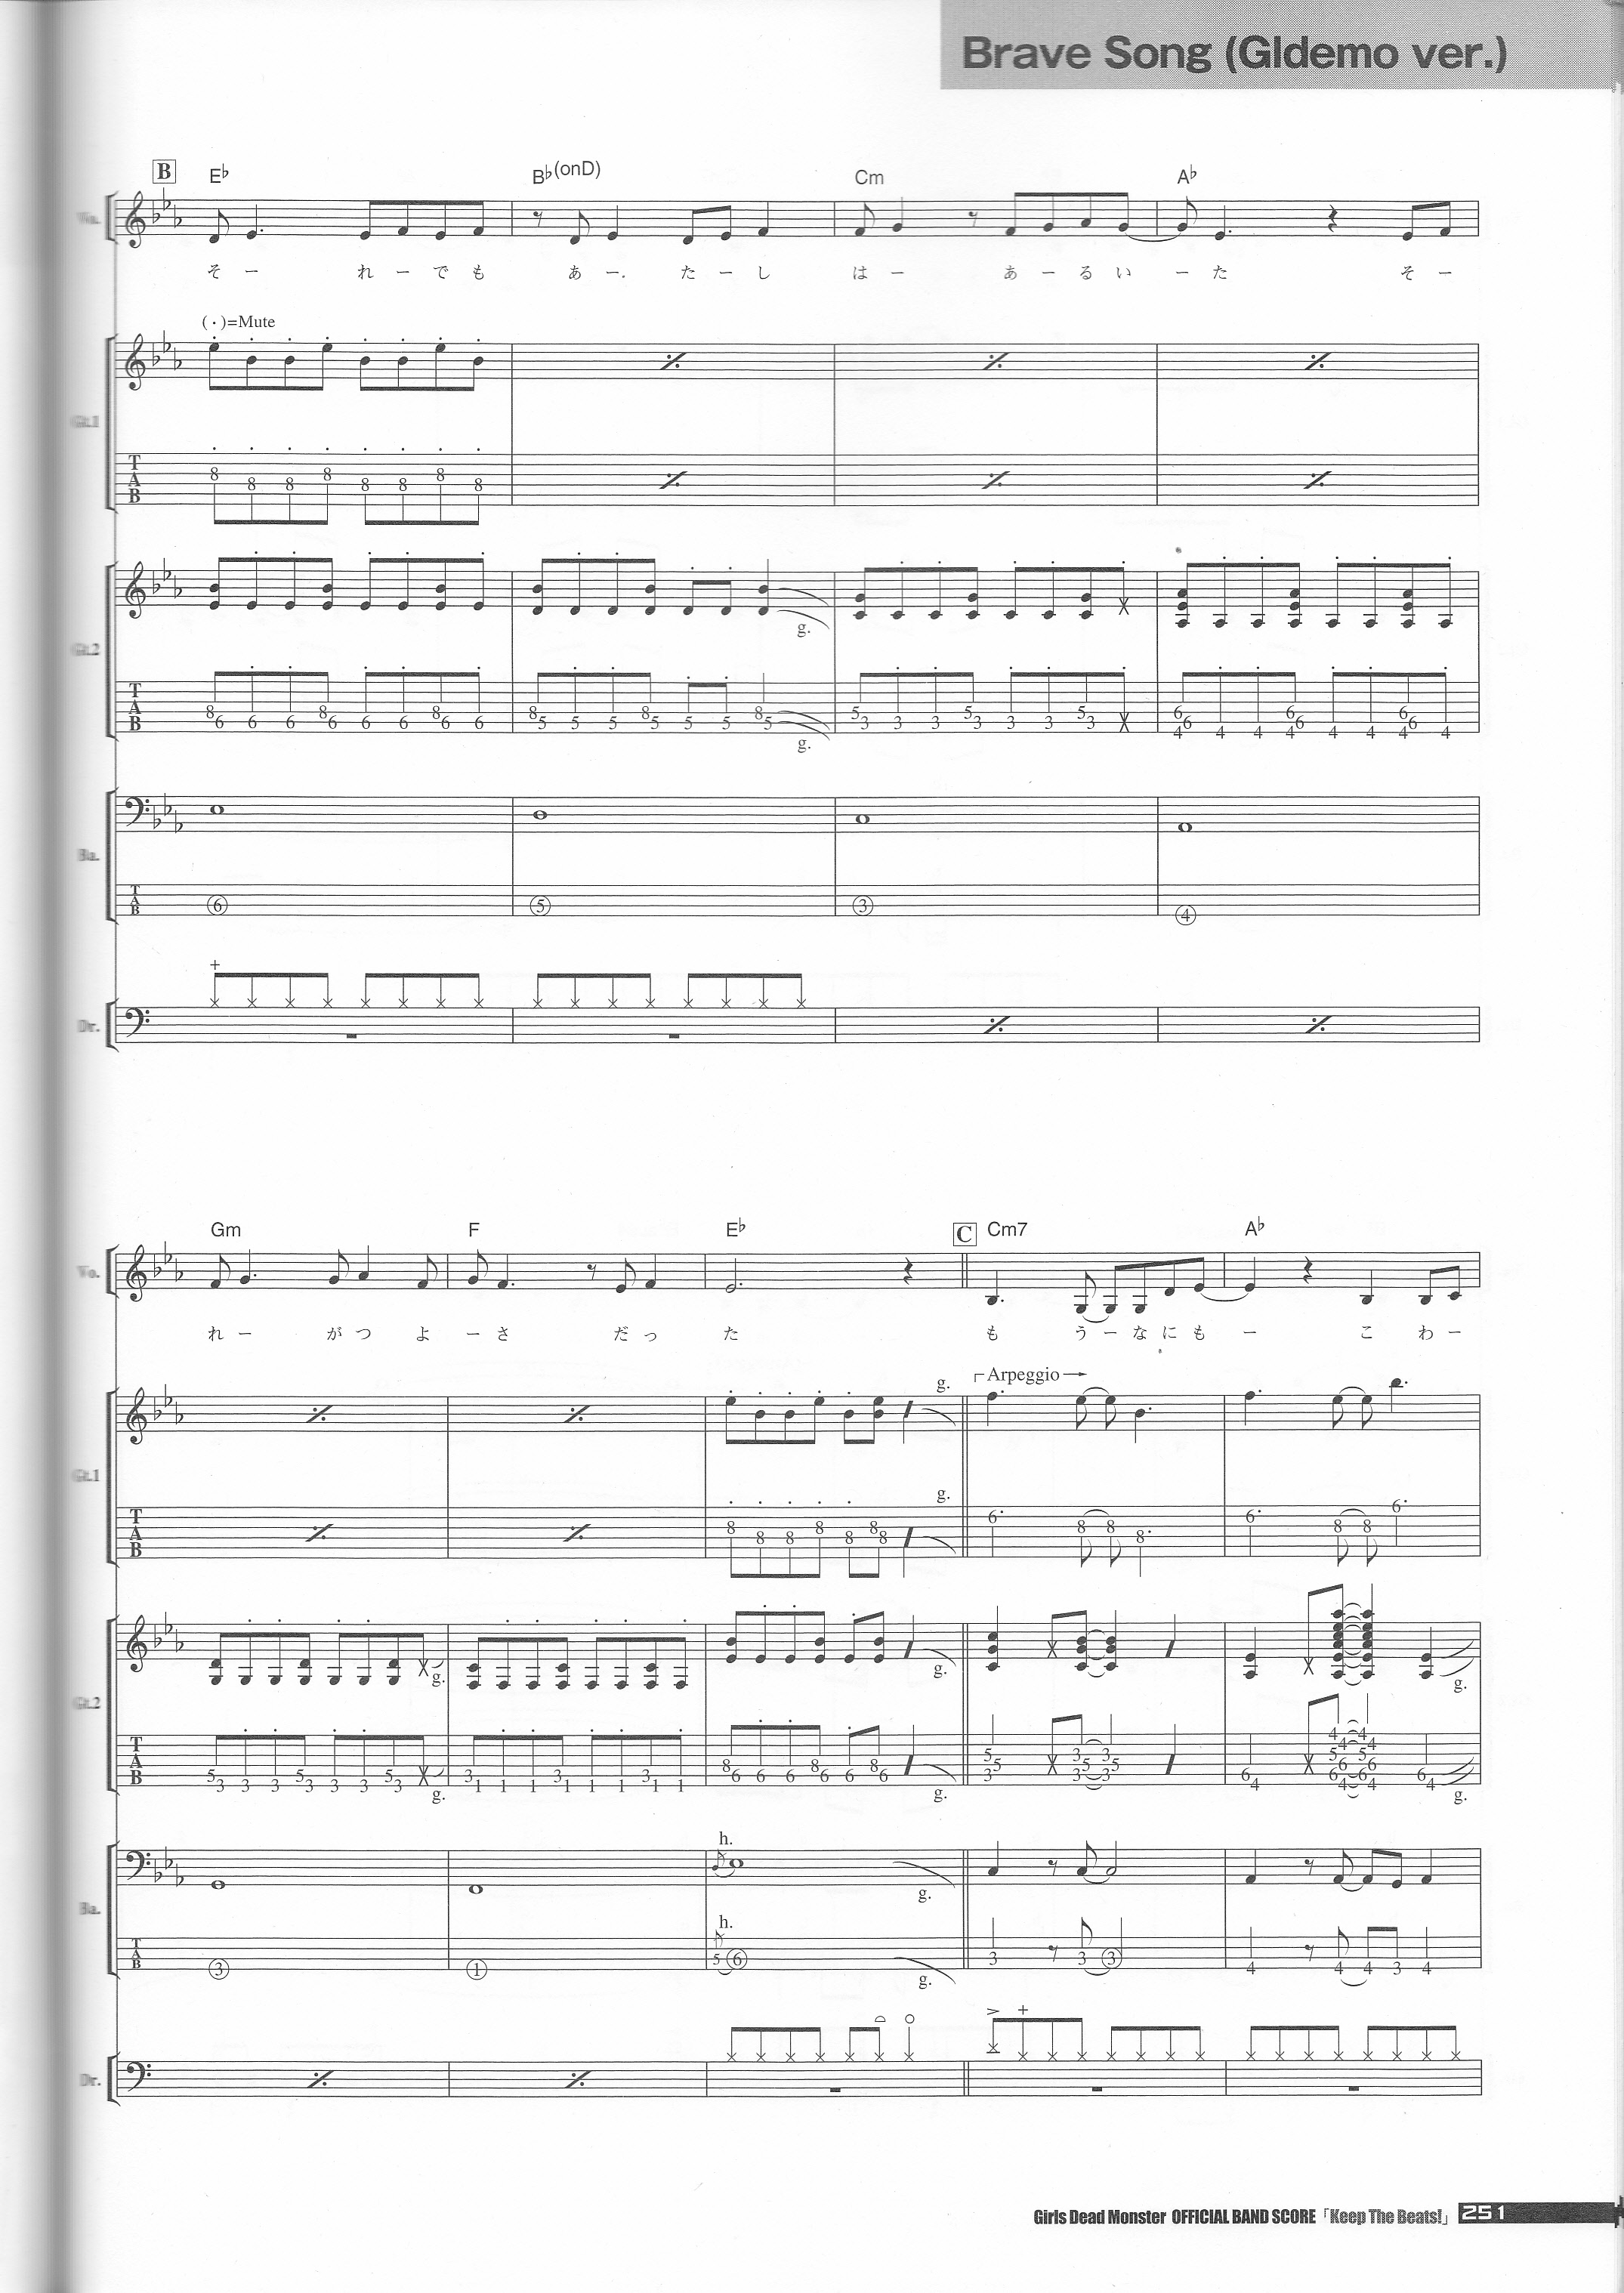 Brave Song (Gldemo ver.)
B E♭ B♭(onD) Cm A♭
Vo.
そ ー れ ー で も あ ー. た ー し は ー あ ー る い ー た そ ー
(・)=Mute
Gt.1
T A B 8 8 8 8 8 8 8 8
g.
Gt.2
T A B 8 6 6 6 8 6 6 6 8 6 6 8 5 5 5 8 5 5 5 8 5 5 3 3 3 5 3 3 3 5 3 X 6 6 4 4 4 6 6 4 4 4 6 6 4 4
g.
Ba.
T A B 6 5 3 4
+
Dr.
Gm F E♭ C Cm7 A♭
Vo.
れ ー が つ よ ー さ だ っ た も う ー な に も ー こ わ ー
Arpeggio
g.
Gt.1
g.
T A B 8 8 8 8 8 8 8 6 8 8 8 6 8 8 6
g. g. g.
Gt.2
T A B 5 3 3 3 5 3 3 3 5 3 X 3 1 1 1 3 1 1 1 3 1 1 8 6 6 6 8 6 6 8 6 5 5 3 X 3 5 3 3 5 3 6 4 X 4 4 5 4 6 6 4 4 4 5 4 6 6 4 6 4
g. g. g.
h.
Ba.
g.
h.
T A B 3 1 5 6 3 3 3 4 4 4 3 4
g.
> +
Dr.
Girls Dead Monster OFFICIAL BAND SCORE「Keep The Beats!」 251